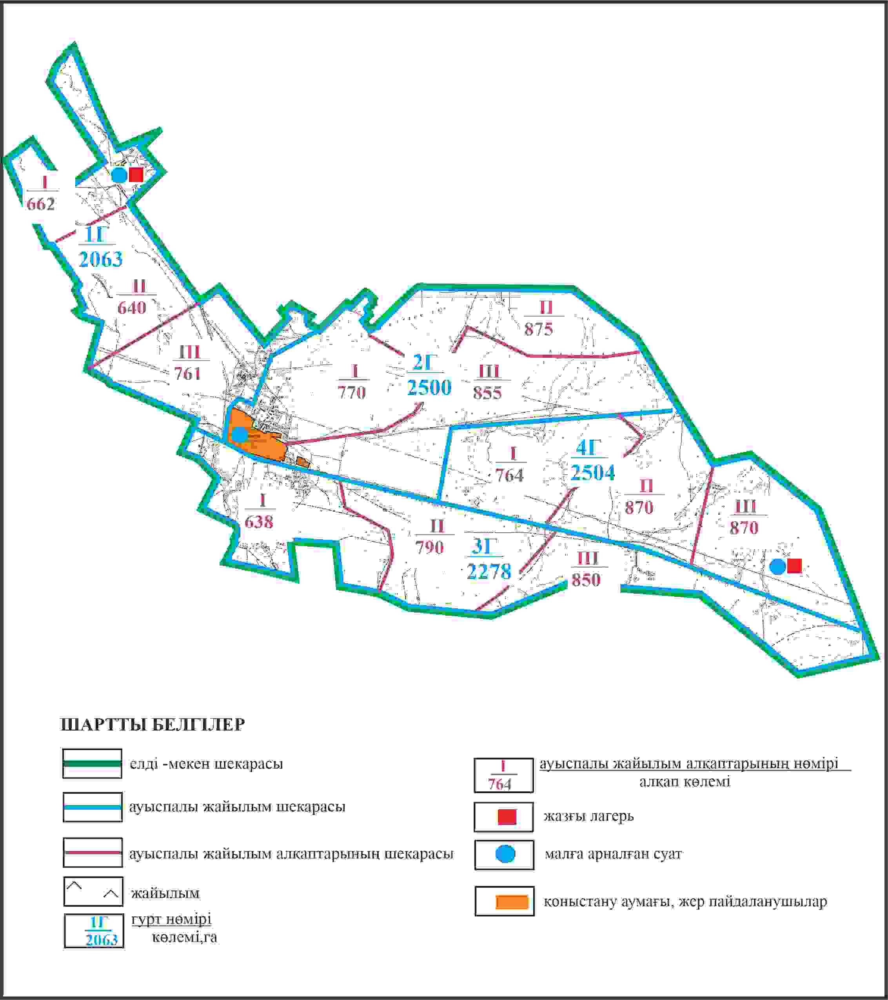 I
662
1Г
2063
II
640
III
761
II
875
2Г
2500
I
770
III
855
I
764
4Г
2504
II
870
III
870
I
638
II
790
3Г
2278
III
850
ШАРТТЫ БЕЛГІЛЕР
елді -мекен шекарасы
ауыспалы жайылым шекарасы
ауыспалы жайылым алқаптарының шекарасы
жайылым
1Г
2063
гурт нөмірі
көлемі,га
I
764
ауыспалы жайылым алқаптарының нөмірі
алқап көлемі
жазғы лагерь
малға арналған суат
қоныстану аумағы, жер пайдаланушылар